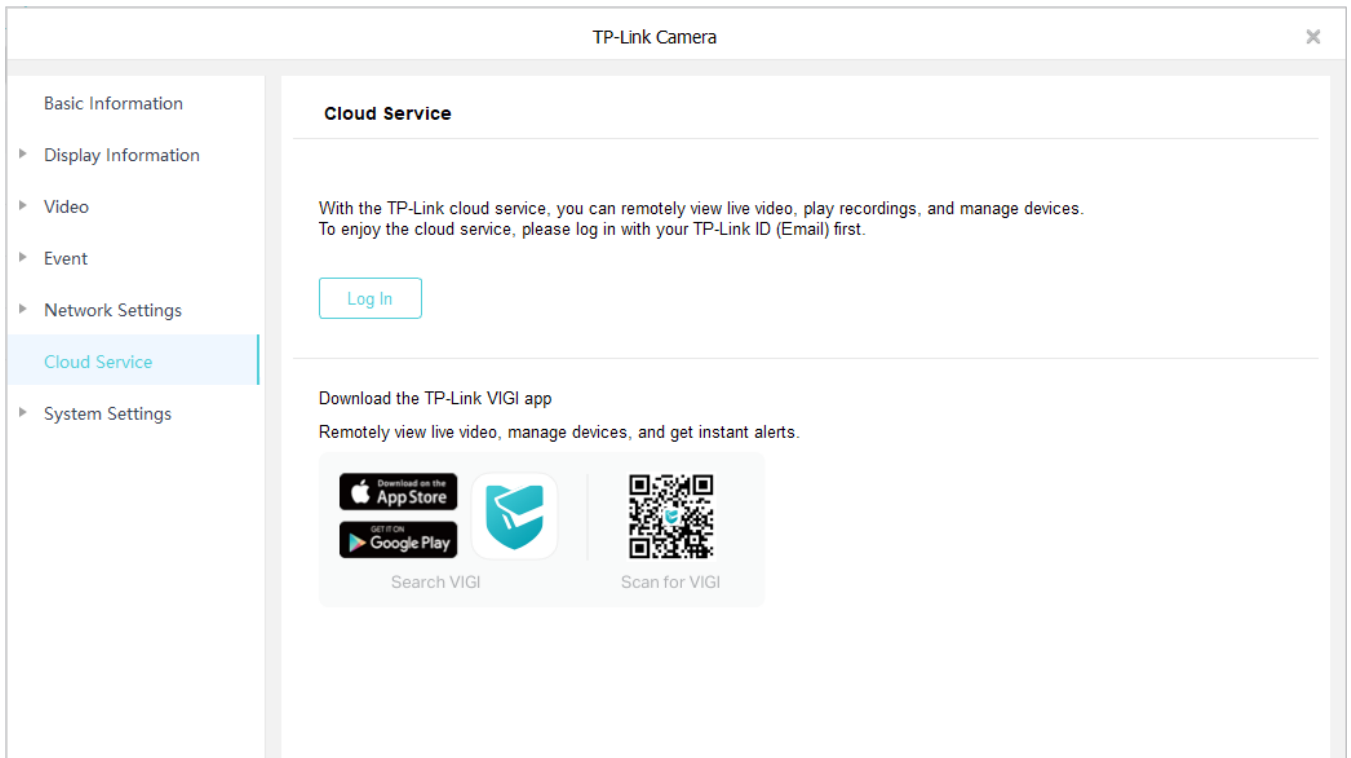 TP-Link Camera
Basic Information
Display Information
Video
Event
Network Settings
Cloud Service
System Settings
Cloud Service
With the TP-Link cloud service, you can remotely view live video, play recordings, and manage devices.
To enjoy the cloud service, please log in with your TP-Link ID (Email) first.
Log In
Download the TP-Link VIGI app
Remotely view live video, manage devices, and get instant alerts.
Download on the
App Store
GET IT ON
Google Play
Search VIGI
Scan for VIGI